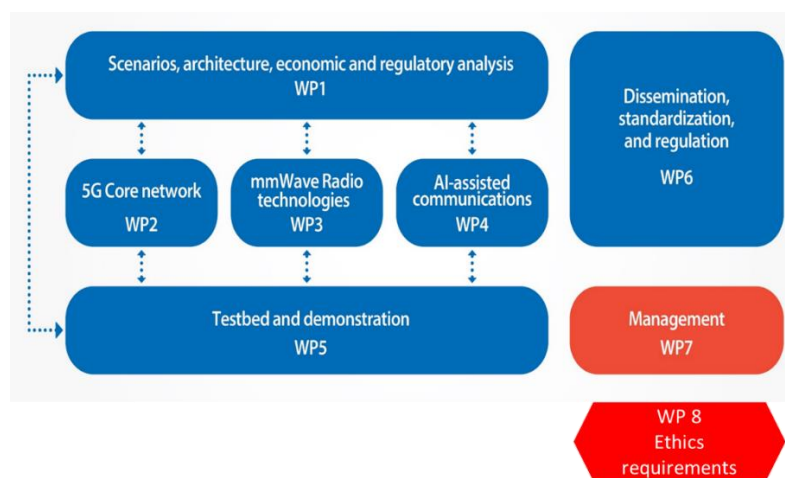 Scenarios, architecture, economic and regulatory analysis
WP1
Dissemination,
standardization,
and regulation
WP6
5G Core network
WP2
mmWave Radio
technologies
WP3
AI-assisted
communications
WP4
Testbed and demonstration
WP5
Management
WP7
WP 8
Ethics
requirements